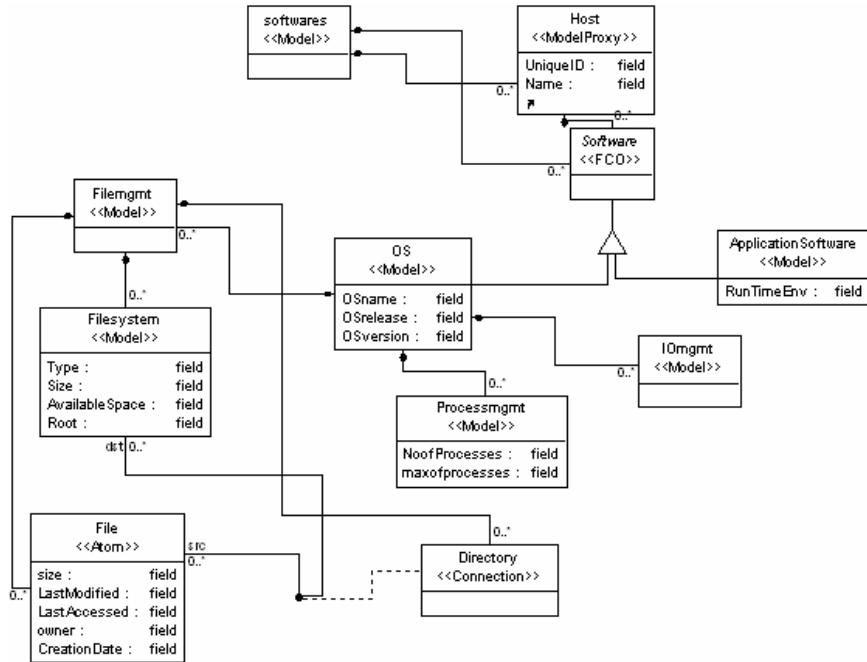 softwares
<<Model>>
Host
<<ModelProxy>>
UniqueID : field
Name : field
0..*
0..*
Software
<<FCO>>
0..*
Filemgmt
<<Model>>
0..*
OS
<<Model>>
OSname : field
OSrelease : field
OSversion : field
ApplicationSoftware
<<Model>>
RunTimeEnv : field
0..*
Filesystem
<<Model>>
Type : field
Size : field
AvailableSpace : field
Root : field
IOmgmt
<<Model>>
0..*
0..*
Processmgmt
<<Model>>
NoofProcesses : field
maxofprocesses : field
dst 0..*
File
<<Atom>>
size : field
LastModified : field
LastAccessed : field
owner : field
CreationDate : field
0..*
src
0..*
0..*
Directory
<<Connection>>